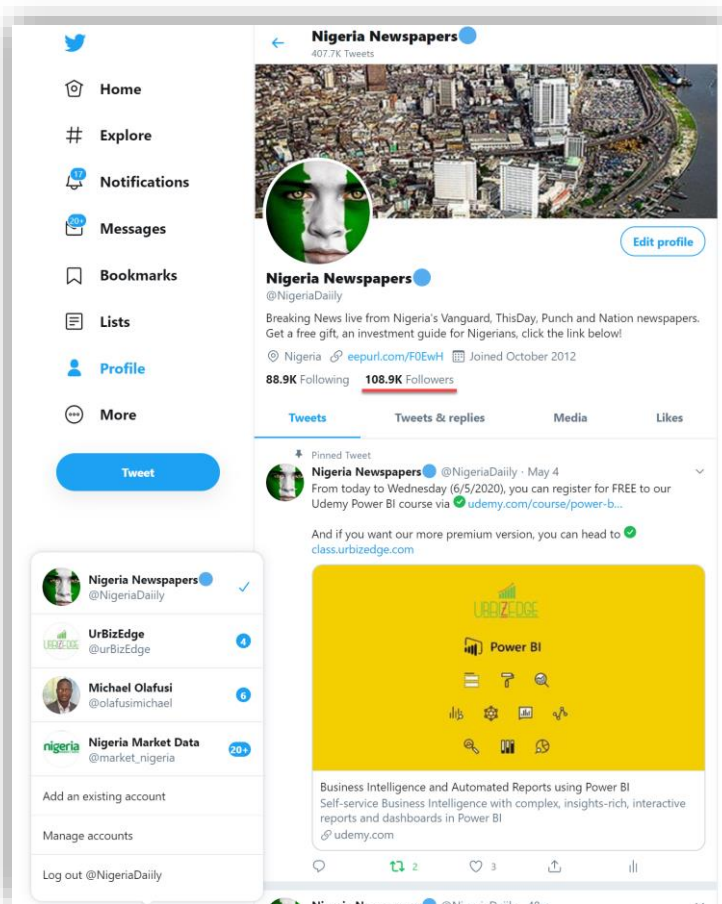 Nigeria Newspapers
407.7K Tweets
Home
Explore
17
Notifications
20+
Messages
Bookmarks
Lists
Profile
More
Tweet
Edit profile
Nigeria Newspapers
@NigeriaDaiily
Breaking News live from Nigeria's Vanguard, ThisDay, Punch and Nation newspapers.
Get a free gift, an investment guide for Nigerians, click the link below!
Nigeria eepurl.com/F0EwH Joined October 2012
88.9K Following 108.9K Followers
Tweets Tweets & replies Media Likes
Pinned Tweet
Nigeria Newspapers @NigeriaDaiily · May 4
From today to Wednesday (6/5/2020), you can register for FREE to our
Udemy Power BI course via udemy.com/course/power-b...
And if you want our more premium version, you can head to
class.urbizedge.com
URBIZEDGE
Power BI
Business Intelligence and Automated Reports using Power BI
Self-service Business Intelligence with complex, insights-rich, interactive
reports and dashboards in Power BI
udemy.com
2 3
Nigeria Newspapers
@NigeriaDaiily
URBIZEDGE
UrBizEdge
@urBizEdge
4
Michael Olafusi
@olafusimichael
6
nigeria
Nigeria Market Data
@market_nigeria
20+
Add an existing account
Manage accounts
Log out @NigeriaDaiily